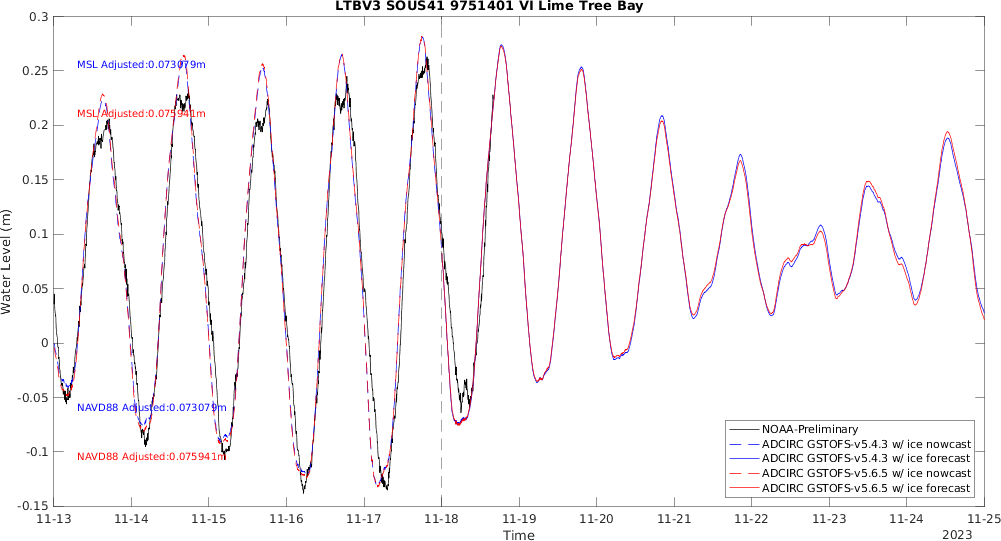 LTBV3 SOUS41 9751401 VI Lime Tree Bay
0.3
0.25
0.2
0.15
0.1
0.05
0
-0.05
-0.1
-0.15
Water Level (m)
MSL Adjusted:0.073079m
MSL Adjusted:0.075941m
NAVD88 Adjusted:0.073079m
NAVD88 Adjusted:0.075941m
NOAA-Preliminary
ADCIRC GSTOFS-v5.4.3 w/ ice nowcast
ADCIRC GSTOFS-v5.4.3 w/ ice forecast
ADCIRC GSTOFS-v5.6.5 w/ ice nowcast
ADCIRC GSTOFS-v5.6.5 w/ ice forecast
11-13 11-14 11-15 11-16 11-17 11-18 11-19 11-20 11-21 11-22 11-23 11-24 11-25
Time
2023